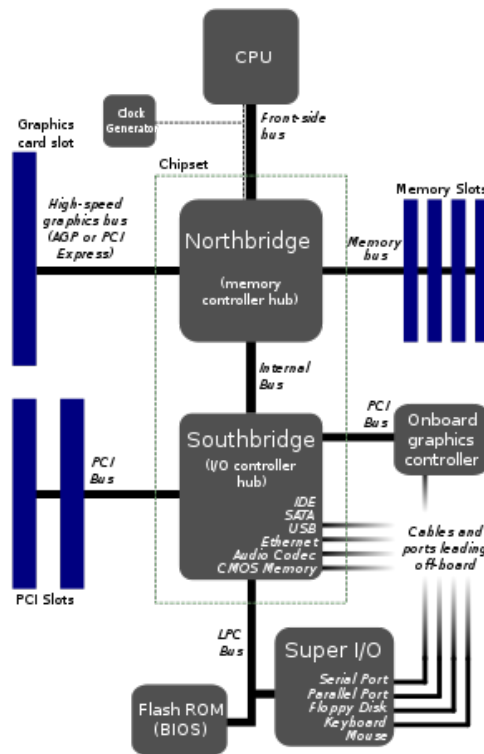 CPU
Clock
Generator
Graphics
card slot
Front-side
bus
Chipset
High-speed
graphics bus
(AGP or PCI
Express)
Northbridge
(memory
controller hub)
Memory
bus
Memory Slots
Internal
Bus
PCI
Bus
Onboard
graphics
controller
Southbridge
(I/O controller
hub)
PCI
Bus
IDE
SATA
USB
Ethernet
Audio Codec
CMOS Memory
Cables and
ports leading
off-board
PCI Slots
LPC
Bus
Super I/O
Serial Port
Parallel Port
Floppy Disk
Keyboard
Mouse
Flash ROM
(BIOS)